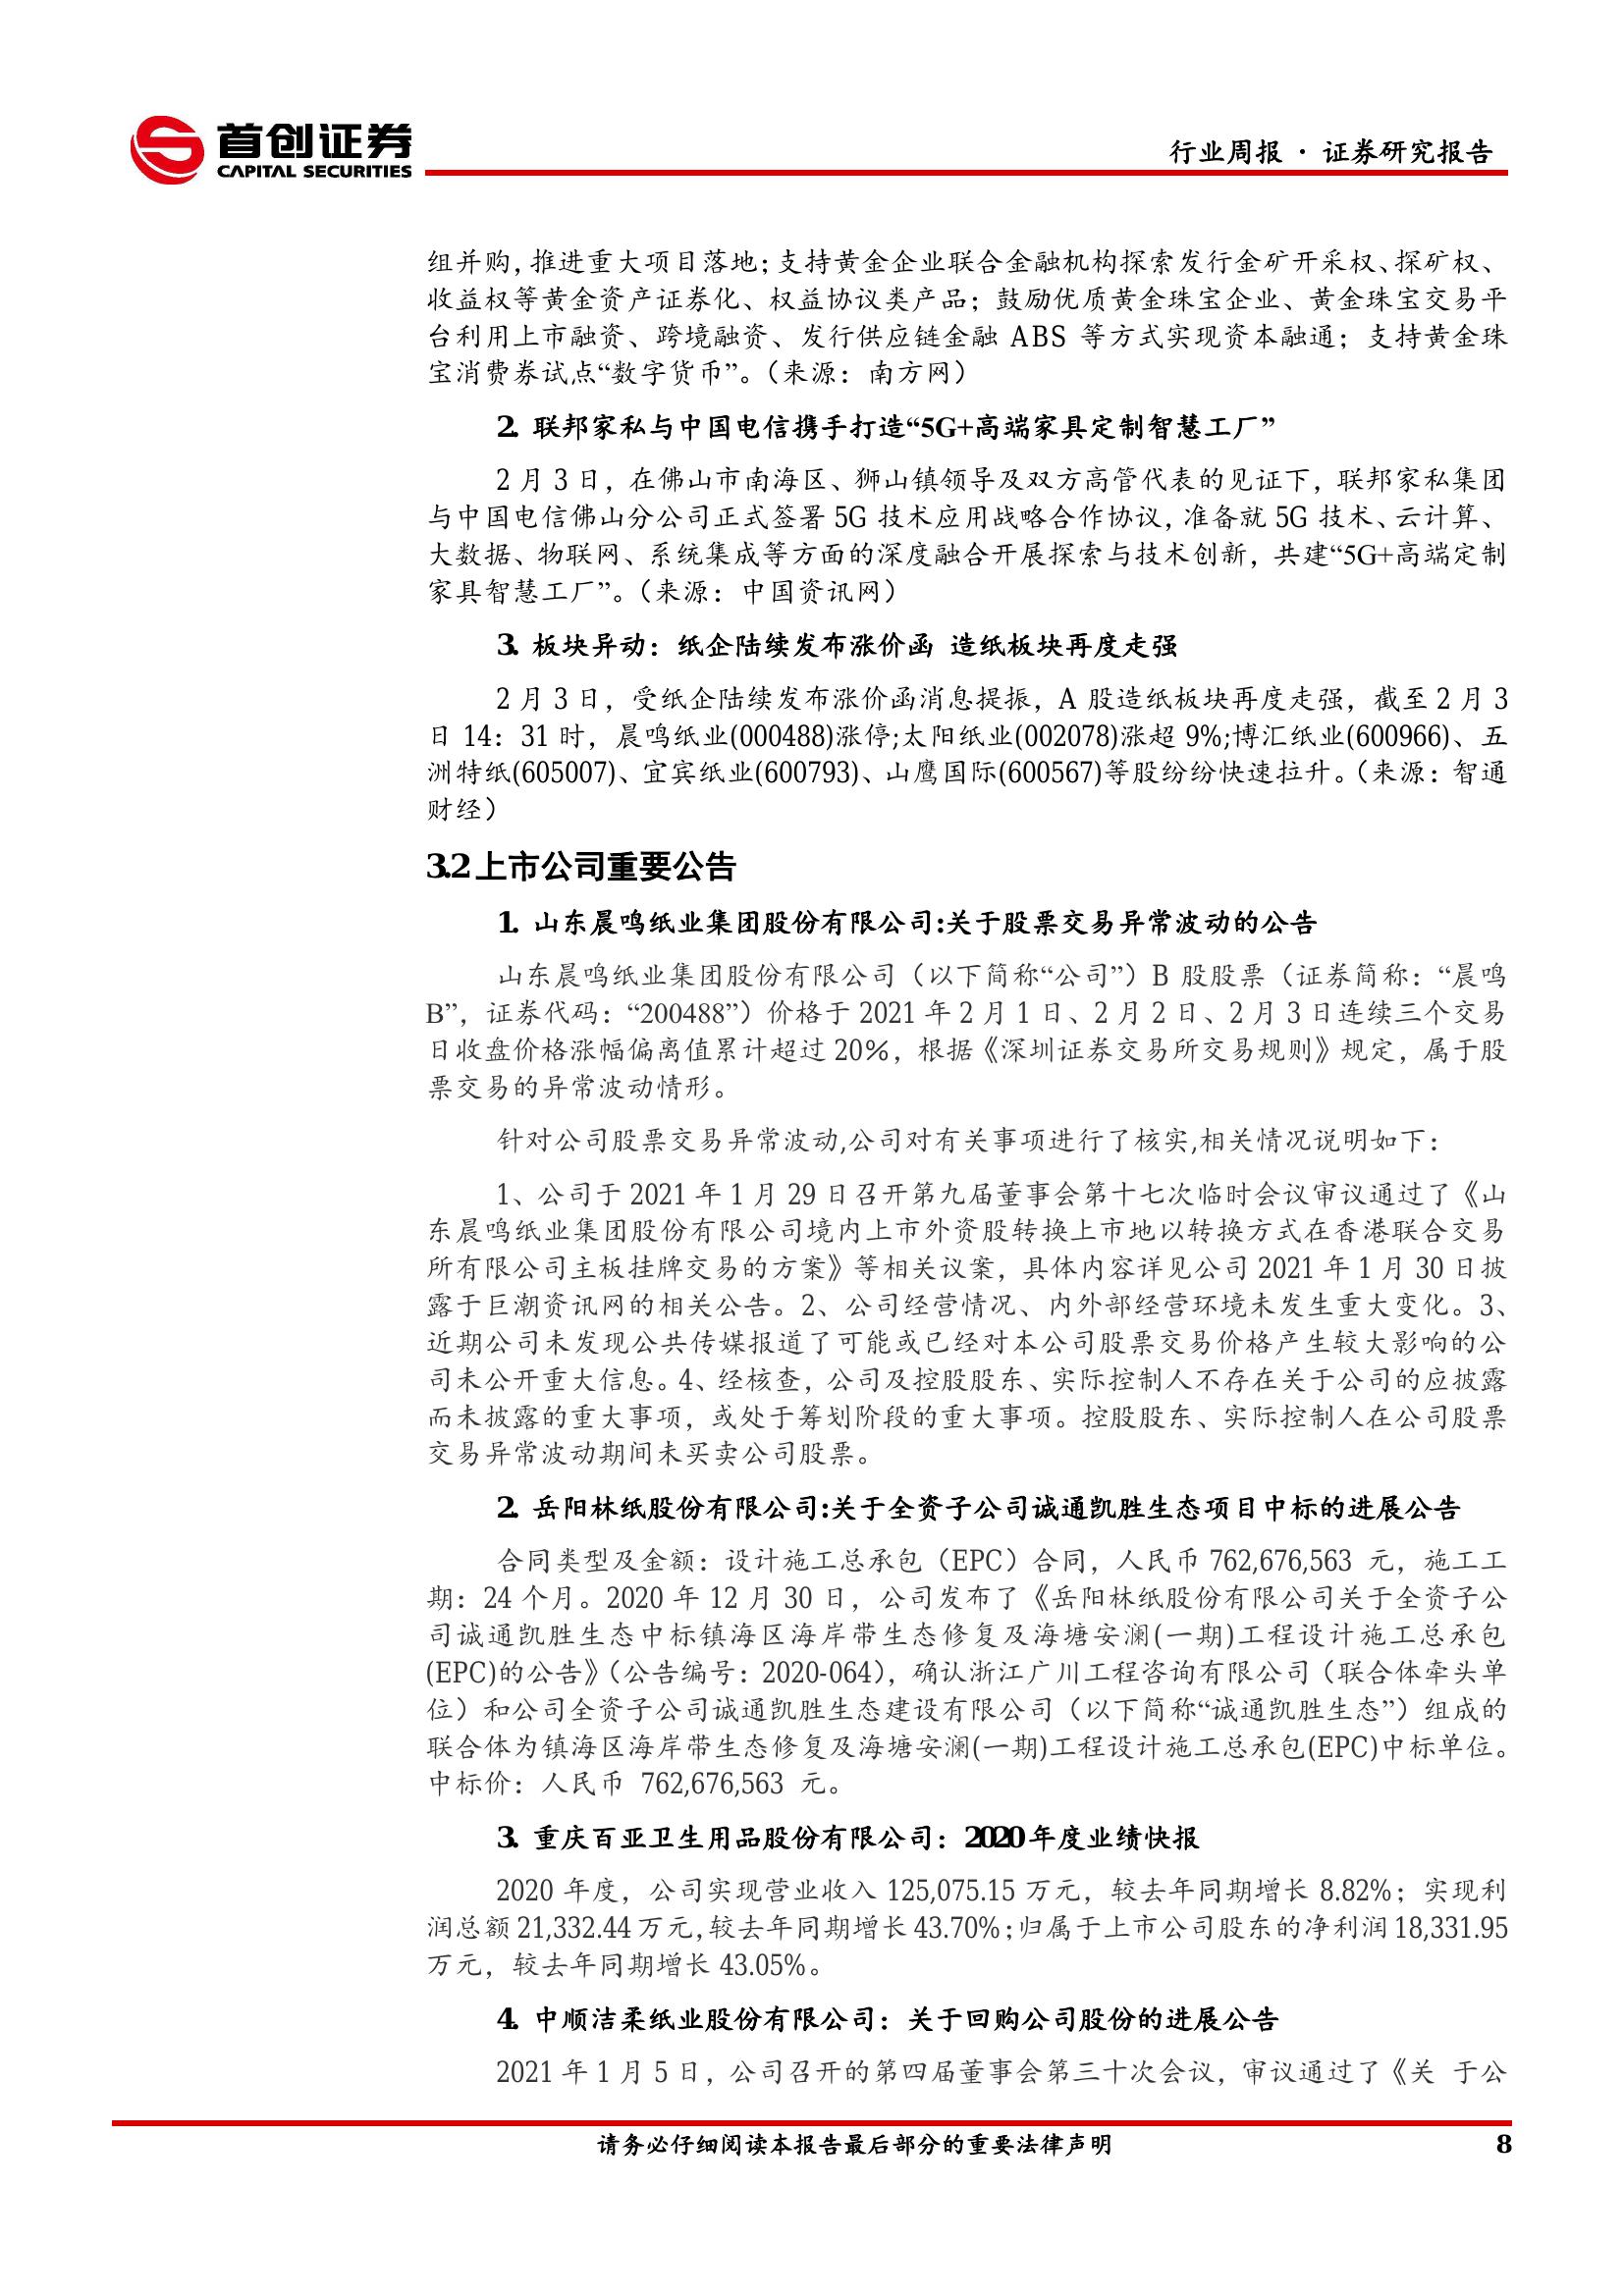 首创证券
CAPITAL SECURITIES
行业周报 · 证券研究报告
组并购，推进重大项目落地；支持黄金企业联合金融机构探索发行金矿开采权、探矿权、
收益权等黄金资产证券化、权益协议类产品；鼓励优质黄金珠宝企业、黄金珠宝交易平
台利用上市融资、跨境融资、发行供应链金融 ABS 等方式实现资本融通；支持黄金珠
宝消费券试点“数字货币”。（来源：南方网）
2. 联邦家私与中国电信携手打造“5G+高端家具定制智慧工厂”
2 月 3 日，在佛山市南海区、狮山镇领导及双方高管代表的见证下，联邦家私集团
与中国电信佛山分公司正式签署 5G 技术应用战略合作协议，准备就 5G 技术、云计算、
大数据、物联网、系统集成等方面的深度融合开展探索与技术创新，共建“5G+高端定制
家具智慧工厂”。（来源：中国资讯网）
3. 板块异动：纸企陆续发布涨价函 造纸板块再度走强
2 月 3 日，受纸企陆续发布涨价函消息提振，A 股造纸板块再度走强，截至 2 月 3
日 14：31 时，晨鸣纸业(000488)涨停;太阳纸业(002078)涨超 9%;博汇纸业(600966)、五
洲特纸(605007)、宜宾纸业(600793)、山鹰国际(600567)等股纷纷快速拉升。（来源：智通
财经）
3.2 上市公司重要公告
1. 山东晨鸣纸业集团股份有限公司:关于股票交易异常波动的公告
山东晨鸣纸业集团股份有限公司（以下简称“公司”）B 股股票（证券简称：“晨鸣
B”，证券代码：“200488”）价格于 2021 年 2 月 1 日、2 月 2 日、2 月 3 日连续三个交易
日收盘价格涨幅偏离值累计超过 20%，根据《深圳证券交易所交易规则》规定，属于股
票交易的异常波动情形。
针对公司股票交易异常波动,公司对有关事项进行了核实,相关情况说明如下：
1、公司于 2021 年 1 月 29 日召开第九届董事会第十七次临时会议审议通过了《山
东晨鸣纸业集团股份有限公司境内上市外资股转换上市地以转换方式在香港联合交易
所有限公司主板挂牌交易的方案》等相关议案，具体内容详见公司 2021 年 1 月 30 日披
露于巨潮资讯网的相关公告。2、公司经营情况、内外部经营环境未发生重大变化。3、
近期公司未发现公共传媒报道了可能或已经对本公司股票交易价格产生较大影响的公
司未公开重大信息。4、经核查，公司及控股股东、实际控制人不存在关于公司的应披露
而未披露的重大事项，或处于筹划阶段的重大事项。控股股东、实际控制人在公司股票
交易异常波动期间未买卖公司股票。
2. 岳阳林纸股份有限公司:关于全资子公司诚通凯胜生态项目中标的进展公告
合同类型及金额：设计施工总承包（EPC）合同，人民币 762,676,563 元，施工工
期：24 个月。2020 年 12 月 30 日，公司发布了《岳阳林纸股份有限公司关于全资子公
司诚通凯胜生态中标镇海区海岸带生态修复及海塘安澜(一期)工程设计施工总承包
(EPC)的公告》（公告编号：2020-064），确认浙江广川工程咨询有限公司（联合体牵头单
位）和公司全资子公司诚通凯胜生态建设有限公司（以下简称“诚通凯胜生态”）组成的
联合体为镇海区海岸带生态修复及海塘安澜(一期)工程设计施工总承包(EPC)中标单位。
中标价：人民币 762,676,563 元。
3. 重庆百亚卫生用品股份有限公司：2020 年度业绩快报
2020 年度，公司实现营业收入 125,075.15 万元，较去年同期增长 8.82%；实现利
润总额 21,332.44 万元，较去年同期增长 43.70%；归属于上市公司股东的净利润 18,331.95
万元，较去年同期增长 43.05%。
4. 中顺洁柔纸业股份有限公司：关于回购公司股份的进展公告
2021 年 1 月 5 日，公司召开的第四届董事会第三十次会议，审议通过了《关 于公
请务必仔细阅读本报告最后部分的重要法律声明
8